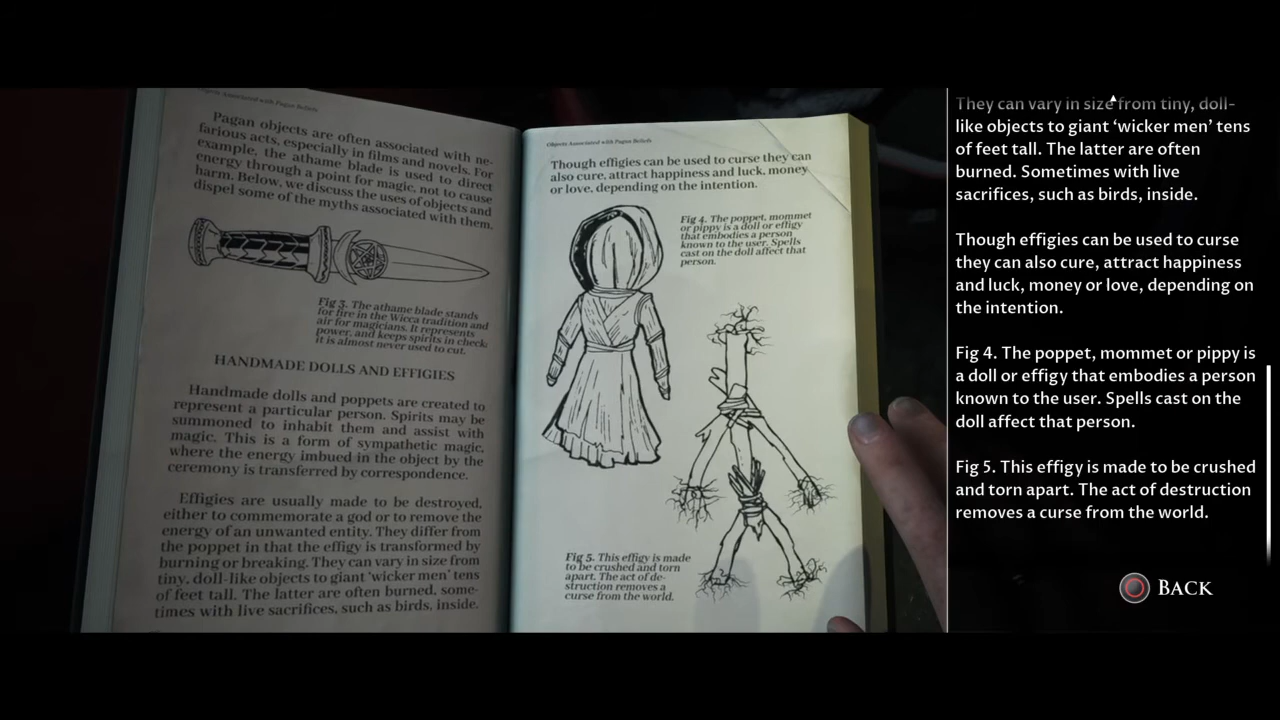 Objects Associated with Pagan Beliefs
Pagan objects are often associated with ne-
farious acts, especially in films and novels. For
example, the athame blade is used to direct
energy through a point for magic, not to cause
harm. Below, we discuss the uses of objects and
dispel some of the myths associated with them.
Fig 3. The athame blade stands
for fire in the Wicca tradition and
air for magicians. It represents
power, and keeps spirits in check;
it is almost never used to cut.
HANDMADE DOLLS AND EFFIGIES
Handmade dolls and poppets are created to
represent a particular person. Spirits may be
summoned to inhabit them and assist with
magic. This is a form of sympathetic magic,
where the energy imbued in the object by the
ceremony is transferred by correspondence.
Effigies are usually made to be destroyed,
either to commemorate a god or to remove the
energy of an unwanted entity. They differ from
the poppet in that the effigy is transformed by
burning or breaking. They can vary in size from
tiny, doll-like objects to giant 'wicker men' tens
of feet tall. The latter are often burned, some-
times with live sacrifices, such as birds, inside.
Objects Associated with Pagan Beliefs
Though effigies can be used to curse they can
also cure, attract happiness and luck, money
or love, depending on the intention.
Fig 4. The poppet, mommet
or pippy is a doll or effigy
that embodies a person
known to the user. Spells
cast on the doll affect that
person.
Fig 5. This effigy is made
to be crushed and torn
apart. The act of de-
struction removes a
curse from the world.
They can vary in size from tiny, doll-
like objects to giant ‘wicker men’ tens
of feet tall. The latter are often
burned. Sometimes with live
sacrifices, such as birds, inside.
Though effigies can be used to curse
they can also cure, attract happiness
and luck, money or love, depending on
the intention.
Fig 4. The poppet, mommet or pippy is
a doll or effigy that embodies a person
known to the user. Spells cast on the
doll affect that person.
Fig 5. This effigy is made to be crushed
and torn apart. The act of destruction
removes a curse from the world.
BACK